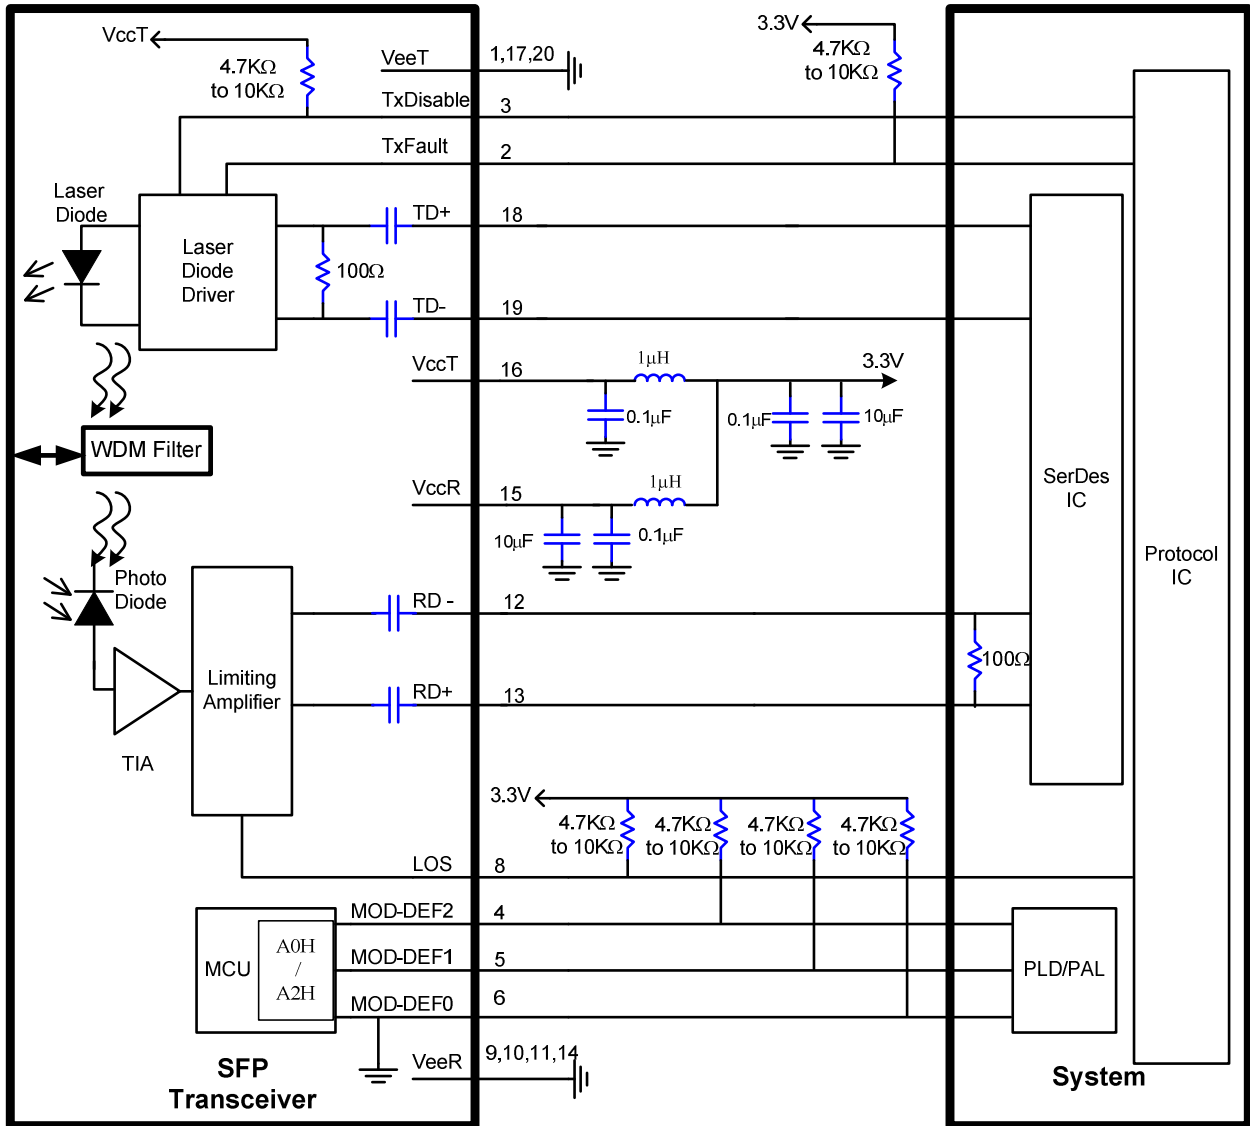 VccT
4.7KΩ
to 10KΩ
VeeT
1,17,20
3.3V
4.7KΩ
to 10KΩ
TxDisable
3
TxFault
2
Laser
Diode
Laser
Diode
Driver
TD+
18
100Ω
TD-
19
VccT
16
1μH
3.3V
0.1μF
0.1μF
10μF
WDM Filter
VccR
15
1μH
10μF
0.1μF
SerDes
IC
Protocol
IC
Photo
Diode
RD -
12
Limiting
Amplifier
100Ω
RD+
13
TIA
3.3V
4.7KΩ
to 10KΩ
4.7KΩ
to 10KΩ
4.7KΩ
to 10KΩ
4.7KΩ
to 10KΩ
LOS
8
MOD-DEF2
4
MCU
A0H
/
A2H
MOD-DEF1
5
PLD/PAL
MOD-DEF0
6
VeeR
9,10,11,14
SFP
Transceiver
System